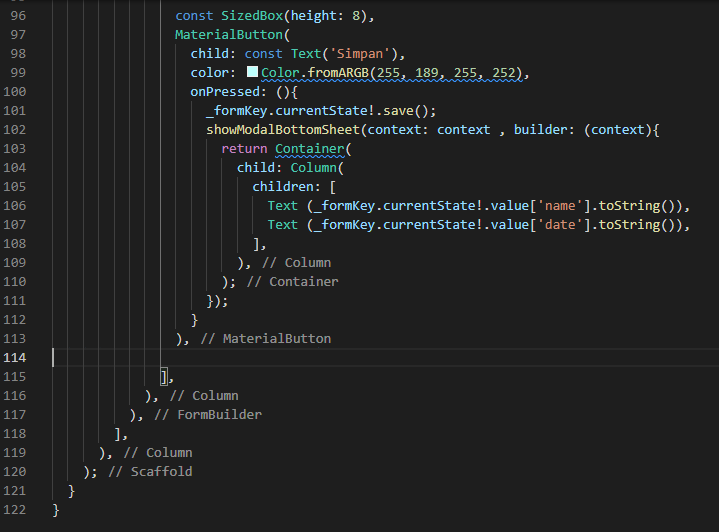 96 const SizedBox(height: 8),
97 MaterialButton(
98 child: const Text('Simpan'),
99 color: Color.fromARGB(255, 189, 255, 252),
100 onPressed: (){
101 _formKey.currentState!.save();
102 showModalBottomSheet(context: context , builder: (context){
103 return Container(
104 child: Column(
105 children: [
106 Text (_formKey.currentState!.value['name'].toString()),
107 Text (_formKey.currentState!.value['date'].toString()),
108 ],
109 ), // Column
110 ); // Container
111 });
112 }
113 ), // MaterialButton
114
115 ],
116 ), // Column
117 ), // FormBuilder
118 ],
119 ), // Column
120 ); // Scaffold
121 }
122 }